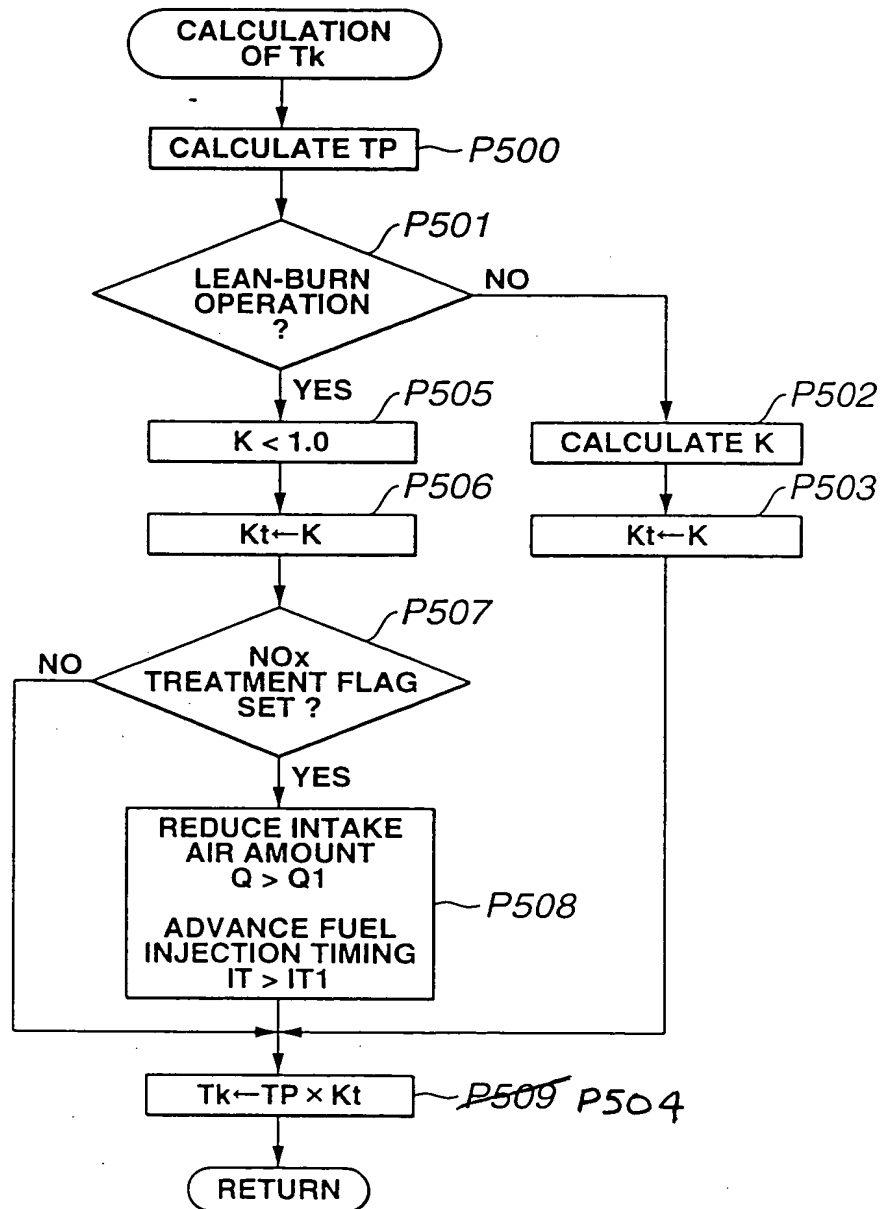 CALCULATION
OF Tk
CALCULATE TP
P500
P501
LEAN-BURN
OPERATION
?
NO
YES
P505
K < 1.0
P502
CALCULATE K
P506
Kt←K
P503
Kt←K
P507
NO
NOx
TREATMENT FLAG
SET ?
YES
REDUCE INTAKE
AIR AMOUNT
Q > Q1
ADVANCE FUEL
INJECTION TIMING
IT > IT1
P508
Tk←TP × Kt
P509 P504
RETURN